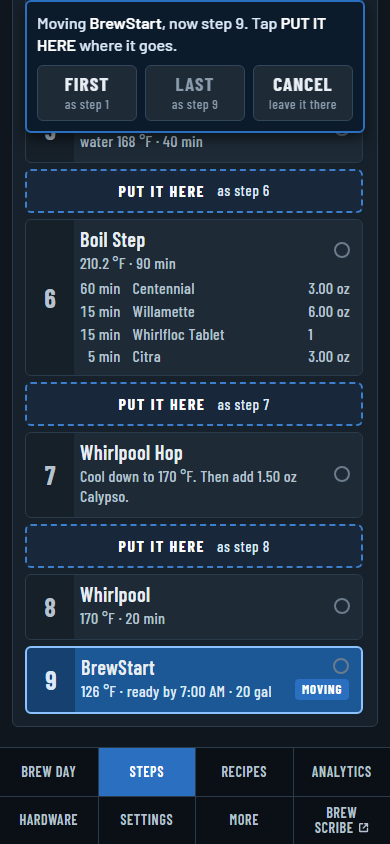 Moving BrewStart, now step 9. Tap PUT IT
HERE where it goes.
FIRST
as step 1
LAST
as step 9
CANCEL
leave it there
water 168 °F · 40 min
PUT IT HERE as step 6
6
Boil Step
210.2 °F · 90 min
60 min Centennial 3.00 oz
15 min Willamette 6.00 oz
15 min Whirlfloc Tablet 1
5 min Citra 3.00 oz
PUT IT HERE as step 7
7
Whirlpool Hop
Cool down to 170 °F. Then add 1.50 oz
Calypso.
PUT IT HERE as step 8
8
Whirlpool
170 °F · 20 min
9
BrewStart
126 °F · ready by 7:00 AM · 20 gal
MOVING
BREW DAY
STEPS
RECIPES
ANALYTICS
HARDWARE
SETTINGS
MORE
BREW
SCRIBE